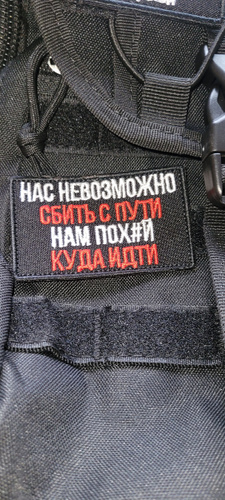 НАС НЕВОЗМОЖНО
СБИТЬ С ПУТИ
НАМ ПОХ#Й
КУДА ИДТИ